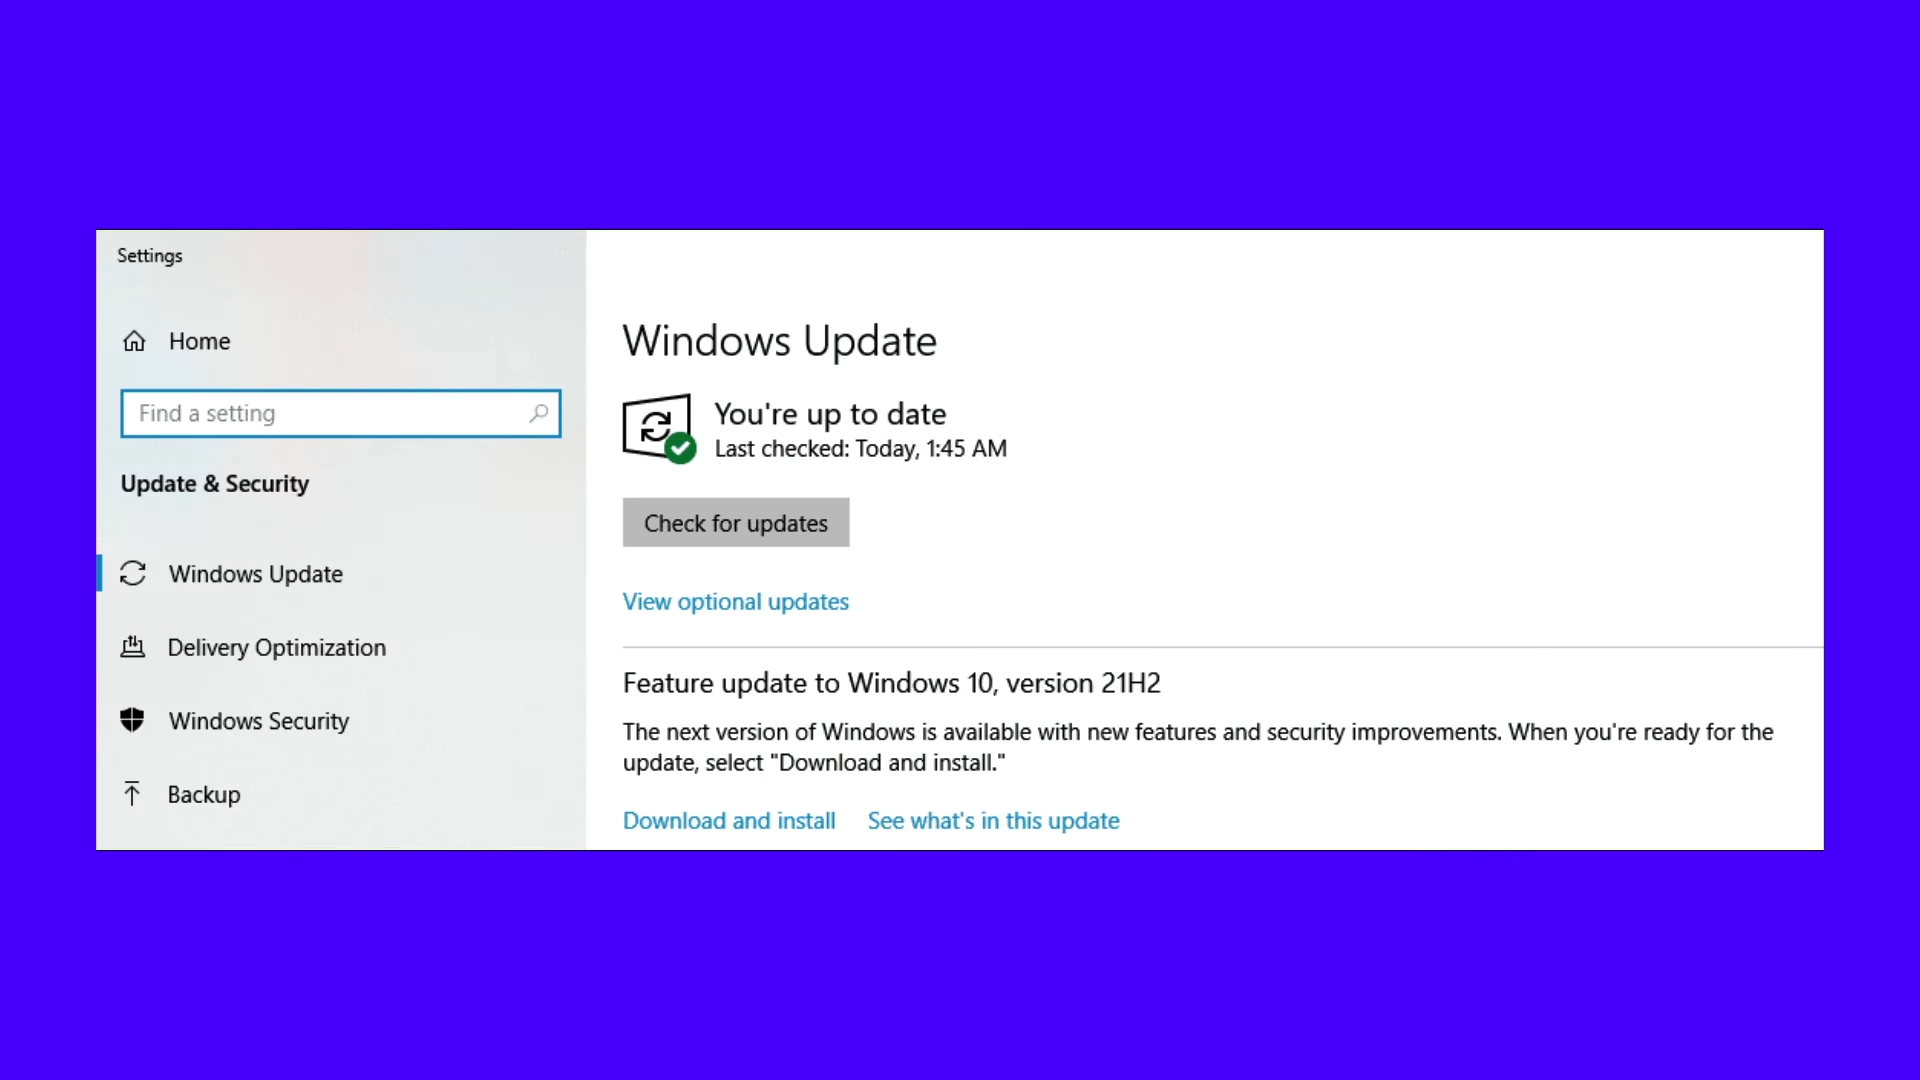 Settings
Home
Find a setting
Update & Security
Windows Update
Delivery Optimization
Windows Security
Backup
Windows Update
You're up to date
Last checked: Today, 1:45 AM
Check for updates
View optional updates
Feature update to Windows 10, version 21H2
The next version of Windows is available with new features and security improvements. When you're ready for the
update, select "Download and install."
Download and install See what's in this update